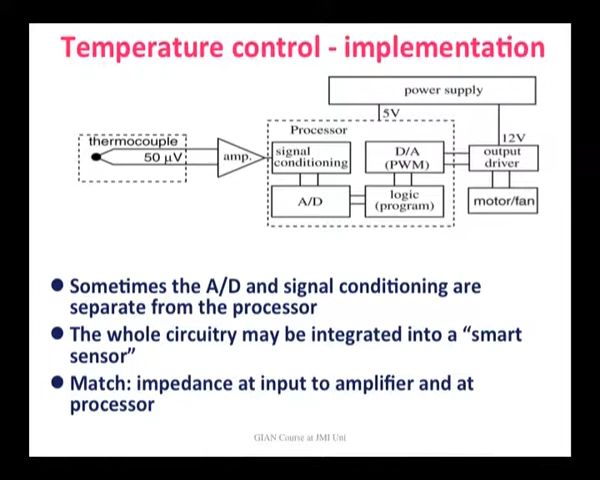 Temperature control - implementation
power supply
5V
12V
Processor
thermocouple
50 µV
amp.
signal
conditioning
D/A
(PWM)
output
driver
A/D
logic
(program)
motor/fan
● Sometimes the A/D and signal conditioning are
separate from the processor
● The whole circuitry may be integrated into a “smart
sensor”
● Match: impedance at input to amplifier and at
processor
GIAN Course at JMI Uni